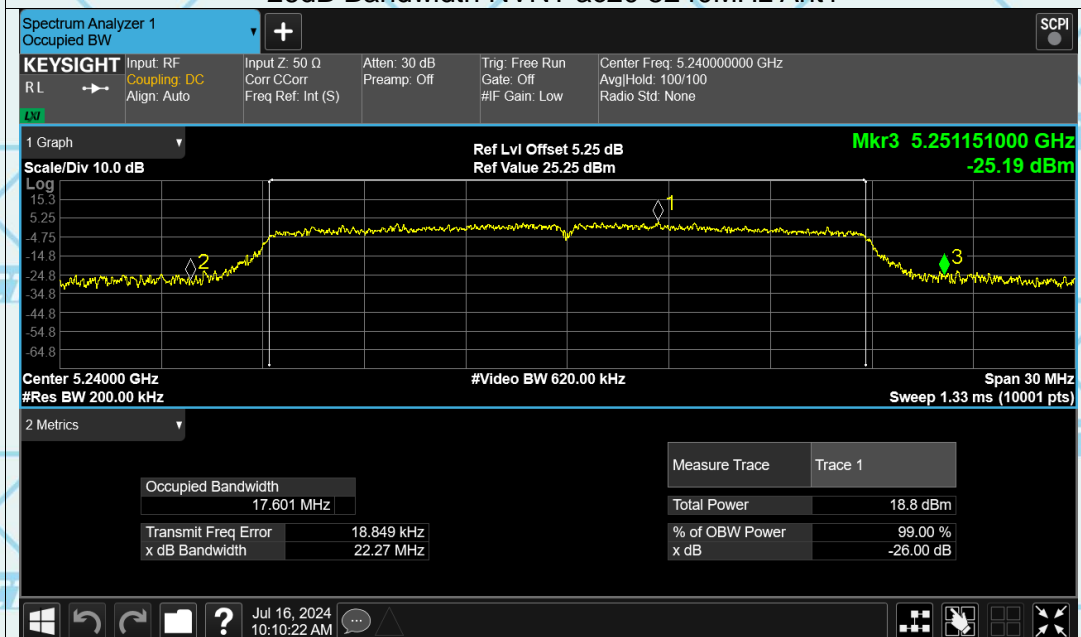 Spectrum Analyzer 1
Occupied BW
SCPI
KEYSIGHT
RL
LXI
Input: RF
Coupling: DC
Align: Auto
Input Z: 50 Ω
Corr CCorr
Freq Ref: Int (S)
Atten: 30 dB
Preamp: Off
Trig: Free Run
Gate: Off
#IF Gain: Low
Center Freq: 5.240000000 GHz
Avg|Hold: 100/100
Radio Std: None
1 Graph
Scale/Div 10.0 dB
Ref Lvl Offset 5.25 dB
Ref Value 25.25 dBm
Mkr3 5.251151000 GHz
-25.19 dBm
Log
15.3
5.25
-4.75
-14.8
-24.8
-34.8
-44.8
-54.8
-64.8
1
2
3
Center 5.24000 GHz
#Video BW 620.00 kHz
Span 30 MHz
#Res BW 200.00 kHz
Sweep 1.33 ms (10001 pts)
2 Metrics
Measure Trace Trace 1
Occupied Bandwidth
17.601 MHz
Total Power 18.8 dBm
Transmit Freq Error 18.849 kHz
% of OBW Power 99.00 %
x dB Bandwidth 22.27 MHz
x dB -26.00 dB
Jul 16, 2024
10:10:22 AM